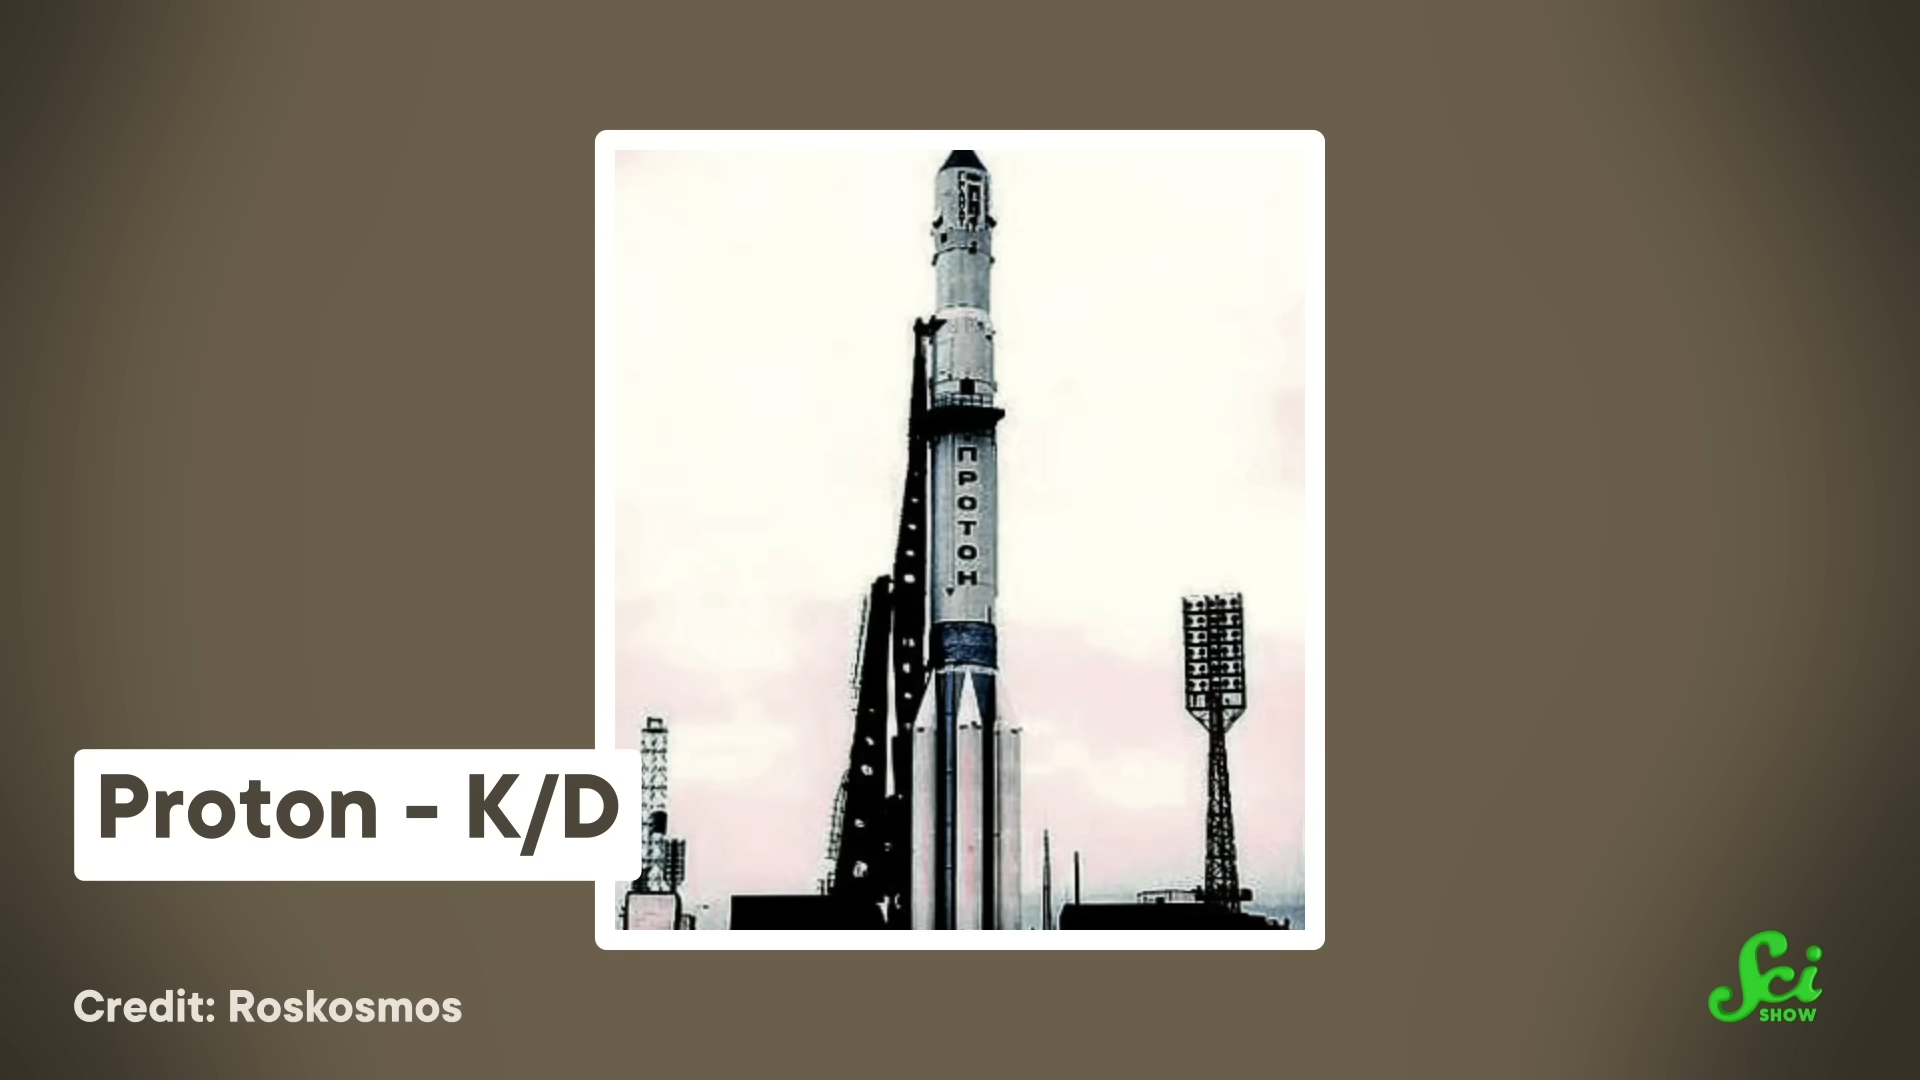 ПРОТОН
Proton - K/D
Credit: Roskosmos
Sci
SHOW